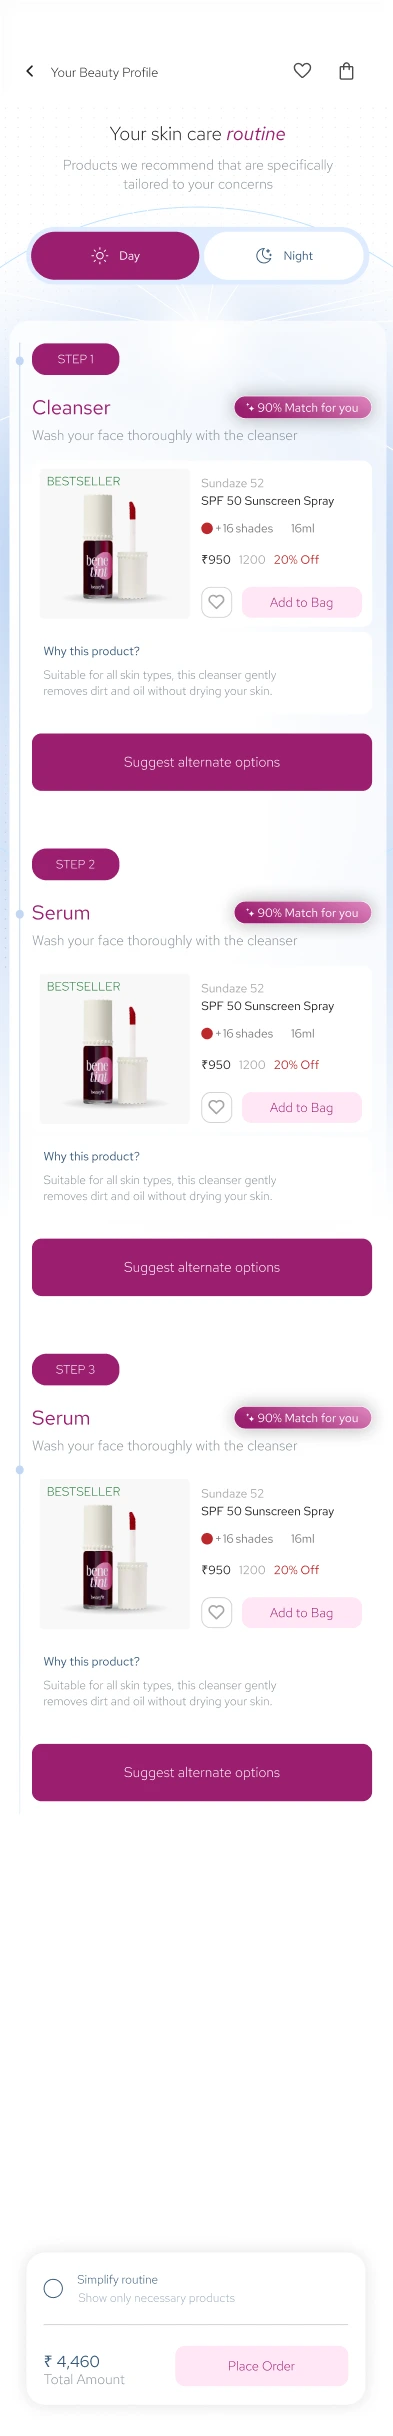 Your Beauty Profile
Your skin care routine
Products we recommend that are specifically
tailored to your concerns
Day
Night
STEP 1
Cleanser
90% Match for you
Wash your face thoroughly with the cleanser
BESTSELLER
bene
tint
benefit
Sundaze 52
SPF 50 Sunscreen Spray
+16 shades 16ml
₹950 1200 20% Off
Add to Bag
Why this product?
Suitable for all skin types, this cleanser gently
removes dirt and oil without drying your skin.
Suggest alternate options
STEP 2
Serum
90% Match for you
Wash your face thoroughly with the cleanser
BESTSELLER
bene
tint
benefit
Sundaze 52
SPF 50 Sunscreen Spray
+16 shades 16ml
₹950 1200 20% Off
Add to Bag
Why this product?
Suitable for all skin types, this cleanser gently
removes dirt and oil without drying your skin.
Suggest alternate options
STEP 3
Serum
90% Match for you
Wash your face thoroughly with the cleanser
BESTSELLER
bene
tint
benefit
Sundaze 52
SPF 50 Sunscreen Spray
+16 shades 16ml
₹950 1200 20% Off
Add to Bag
Why this product?
Suitable for all skin types, this cleanser gently
removes dirt and oil without drying your skin.
Suggest alternate options
Simplify routine
Show only necessary products
₹ 4,460
Total Amount
Place Order